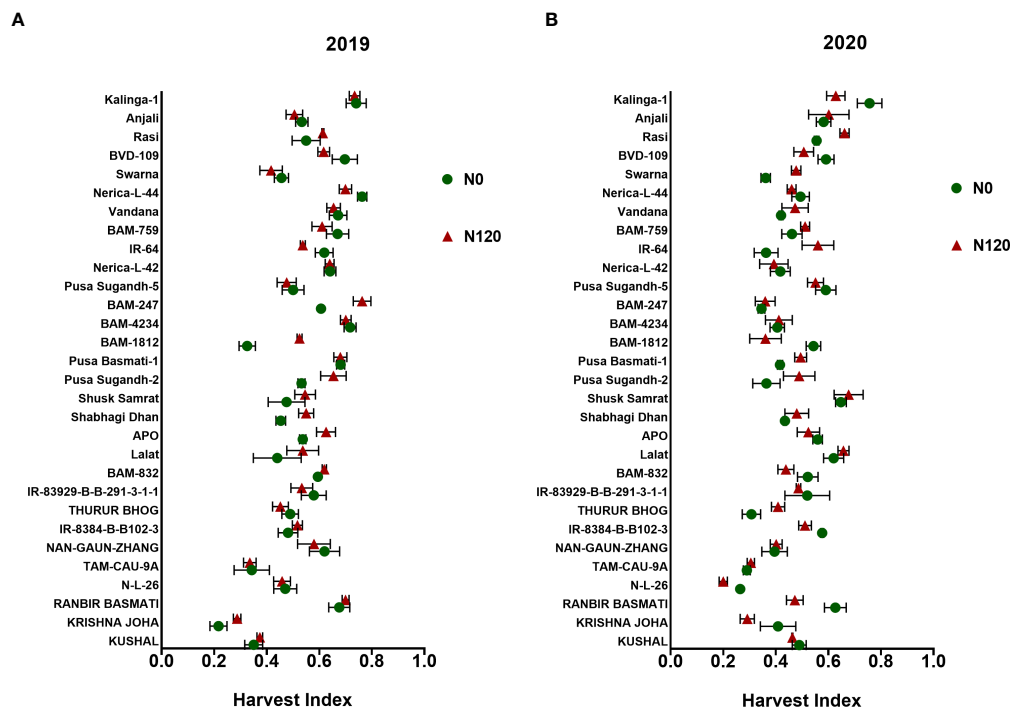 A
2019
Kalinga-1
Anjali
Rasi
BVD-109
Swarna
Nerica-L-44
Vandana
BAM-759
IR-64
Nerica-L-42
Pusa Sugandh-5
BAM-247
BAM-4234
BAM-1812
Pusa Basmati-1
Pusa Sugandh-2
Shusk Samrat
Shabhagi Dhan
APO
Lalat
BAM-832
IR-83929-B-B-291-3-1-1
THURUR BHOG
IR-8384-B-B102-3
NAN-GAUN-ZHANG
TAM-CAU-9A
N-L-26
RANBIR BASMATI
KRISHNA JOHA
KUSHAL
0.0 0.2 0.4 0.6 0.8 1.0
Harvest Index
N0
N120
B
2020
Kalinga-1
Anjali
Rasi
BVD-109
Swarna
Nerica-L-44
Vandana
BAM-759
IR-64
Nerica-L-42
Pusa Sugandh-5
BAM-247
BAM-4234
BAM-1812
Pusa Basmati-1
Pusa Sugandh-2
Shusk Samrat
Shabhagi Dhan
APO
Lalat
BAM-832
IR-83929-B-B-291-3-1-1
THURUR BHOG
IR-8384-B-B102-3
NAN-GAUN-ZHANG
TAM-CAU-9A
N-L-26
RANBIR BASMATI
KRISHNA JOHA
KUSHAL
0.0 0.2 0.4 0.6 0.8 1.0
Harvest Index
N0
N120